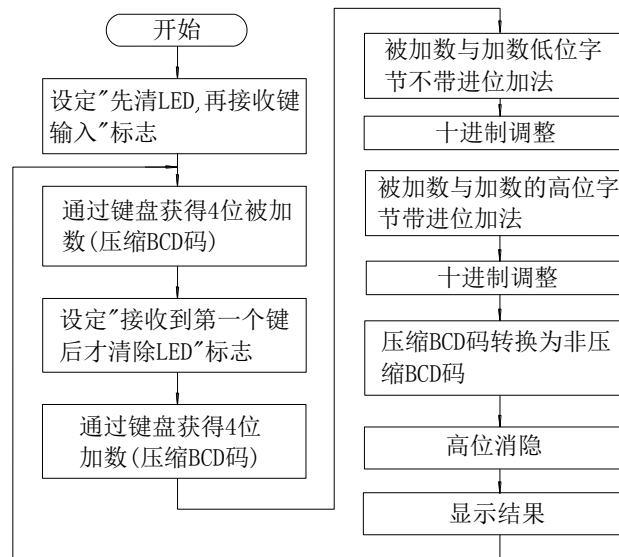 开始
设定"先清LED,再接收键
输入"标志
通过键盘获得4位被加
数(压缩BCD码)
设定"接收到第一个键
后才清除LED"标志
通过键盘获得4位
加数(压缩BCD码)
被加数与加数低位字
节不带进位加法
十进制调整
被加数与加数的高位字
节带进位加法
十进制调整
压缩BCD码转换为非压
缩BCD码
高位消隐
显示结果